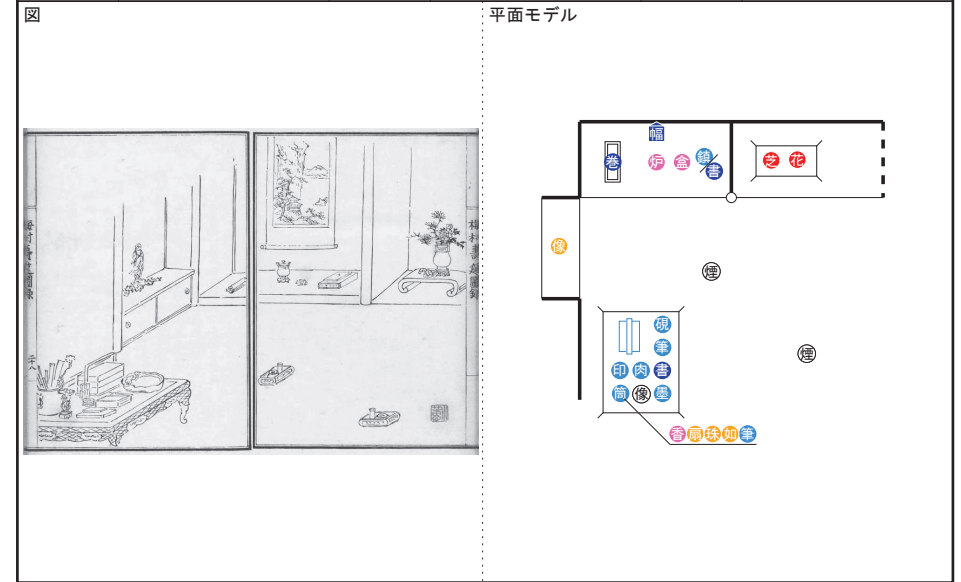 図
平面モデル
幅
巻
炉
盒
鎮
書
芝
花
像
煙
硯
筆
印
肉
書
筒
像
墨
煙
香
扇
珠
如
筆